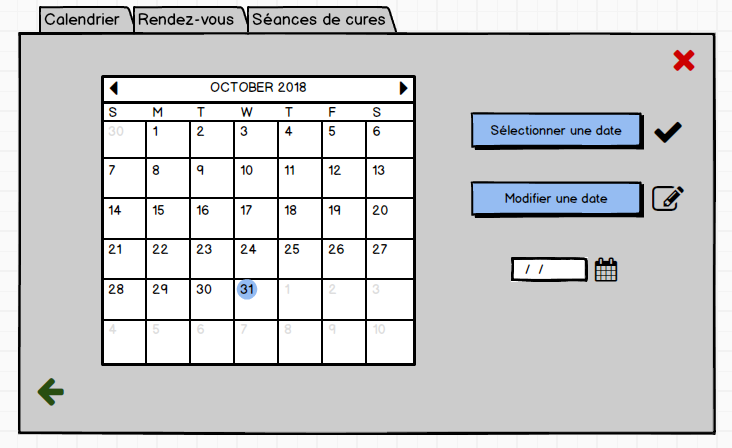 Calendrier Rendez-vous Séances de cures
OCTOBER 2018
S M T W T F S
30 1 2 3 4 5 6
7 8 9 10 11 12 13
14 15 16 17 18 19 20
21 22 23 24 25 26 27
28 29 30 31 1 2 3
4 5 6 7 8 9 10
Sélectionner une date
Modifier une date
/ /